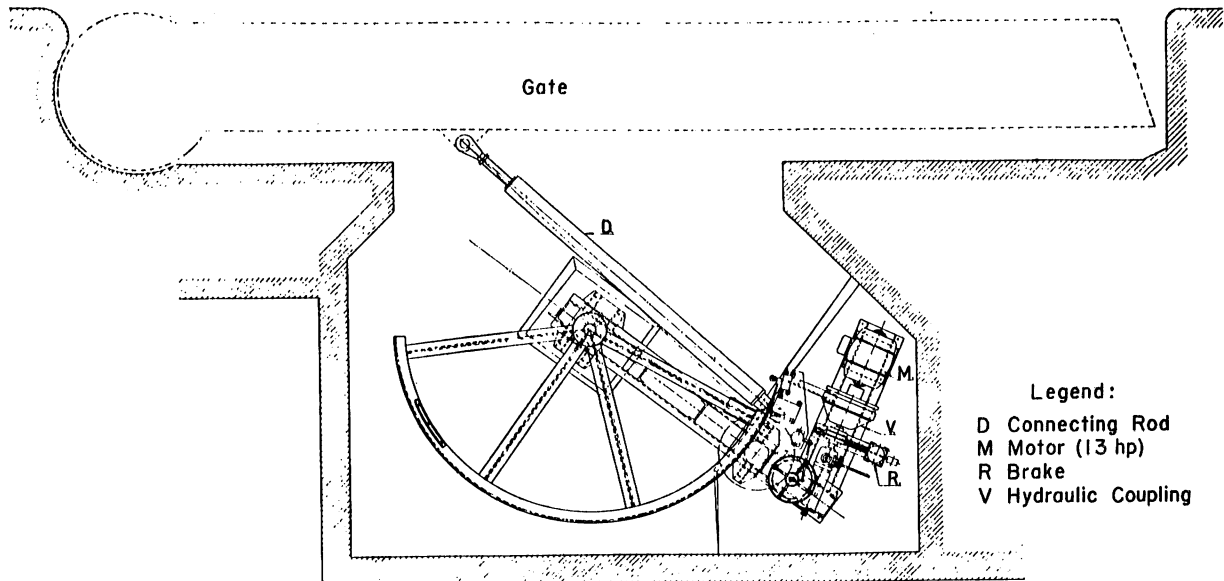 Gate
D.
M.
V.
R.
Legend:
D Connecting Rod
M Motor (13 hp)
R Brake
V Hydraulic Coupling